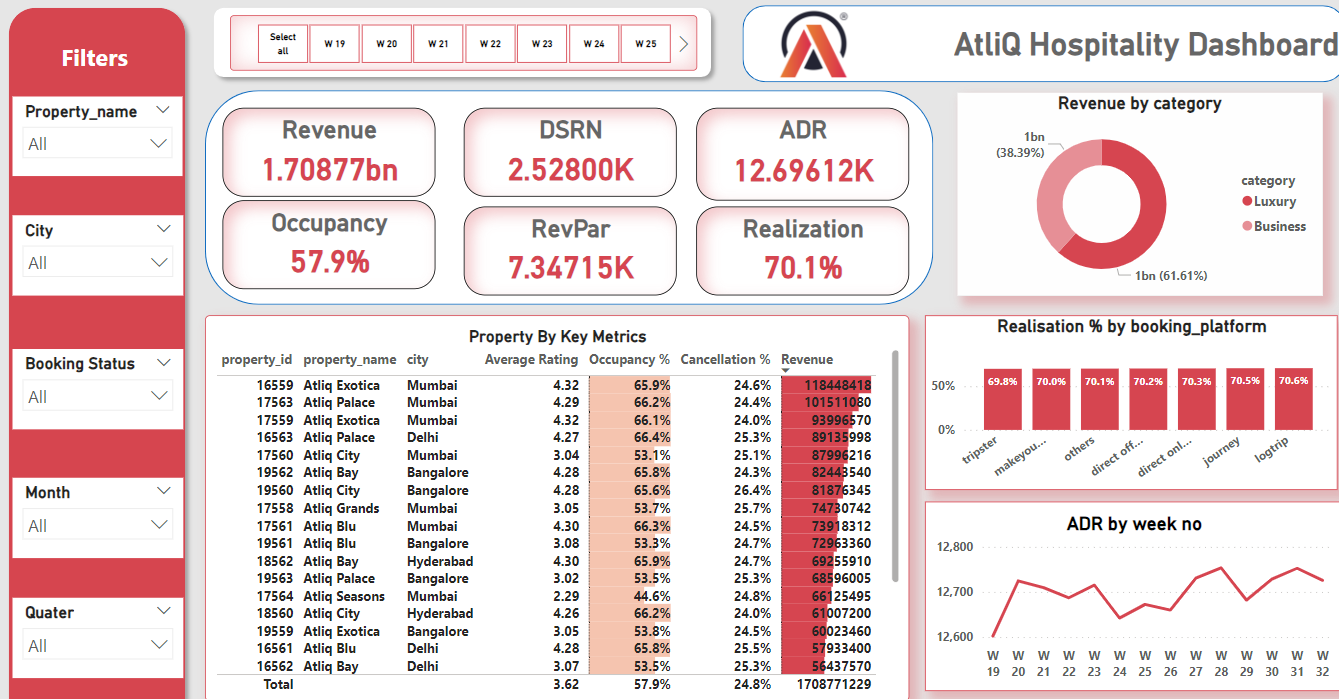 Filters
Property_name
All
City
All
Booking Status
All
Month
All
Quater
All
Select all
W 19
W 20
W 21
W 22
W 23
W 24
W 25
®
AtliQ Hospitality Dashboard
Revenue
1.70877bn
DSRN
2.52800K
ADR
12.69612K
Occupancy
57.9%
RevPar
7.34715K
Realization
70.1%
Revenue by category
1bn
(38.39%)
1bn (61.61%)
category
Luxury
Business
Property By Key Metrics
property_id property_name city Average Rating Occupancy % Cancellation % Revenue
16559 Atliq Exotica Mumbai 4.32 65.9% 24.6% 118448418
17563 Atliq Palace Mumbai 4.29 66.2% 24.4% 101511080
17559 Atliq Exotica Mumbai 4.32 66.1% 24.0% 93996570
16563 Atliq Palace Delhi 4.27 66.4% 25.3% 89135998
17560 Atliq City Mumbai 3.04 53.1% 25.1% 87996216
19562 Atliq Bay Bangalore 4.28 65.8% 24.3% 82443540
19560 Atliq City Bangalore 4.28 65.6% 26.4% 81876345
17558 Atliq Grands Mumbai 3.05 53.7% 25.7% 74730742
17561 Atliq Blu Mumbai 4.30 66.3% 24.5% 73918312
19561 Atliq Blu Bangalore 3.08 53.3% 24.7% 72963360
18562 Atliq Bay Hyderabad 4.30 65.9% 24.7% 69255910
19563 Atliq Palace Bangalore 3.02 53.5% 25.3% 68596005
17564 Atliq Seasons Mumbai 2.29 44.6% 24.8% 66125495
18560 Atliq City Hyderabad 4.26 66.2% 24.0% 61007200
19559 Atliq Exotica Bangalore 3.05 53.8% 24.5% 60023460
16561 Atliq Blu Delhi 4.28 65.8% 25.5% 57933400
16562 Atliq Bay Delhi 3.07 53.5% 25.3% 56437570
Total 3.62 57.9% 24.8% 1708771229
Realisation % by booking_platform
50%
0%
69.8% 70.0% 70.1% 70.2% 70.3% 70.5% 70.6%
tripster makeyou... others direct off... direct onl... journey logtrip
ADR by week no
12,800
12,700
12,600
W W W W W W W W W W W W W W
19 20 21 22 23 24 25 26 27 28 29 30 31 32